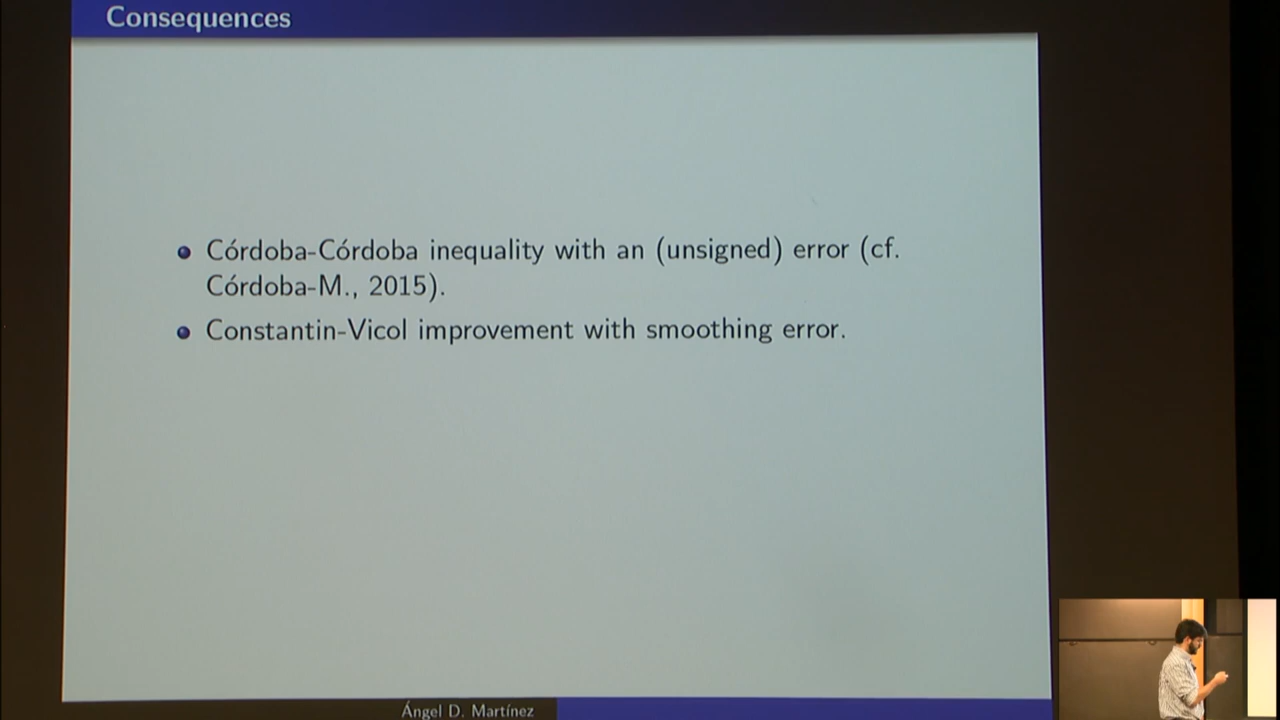 Consequences
Córdoba-Córdoba inequality with an (unsigned) error (cf.
Córdoba-M., 2015).
Constantin-Vicol improvement with smoothing error.
Ángel D. Martínez